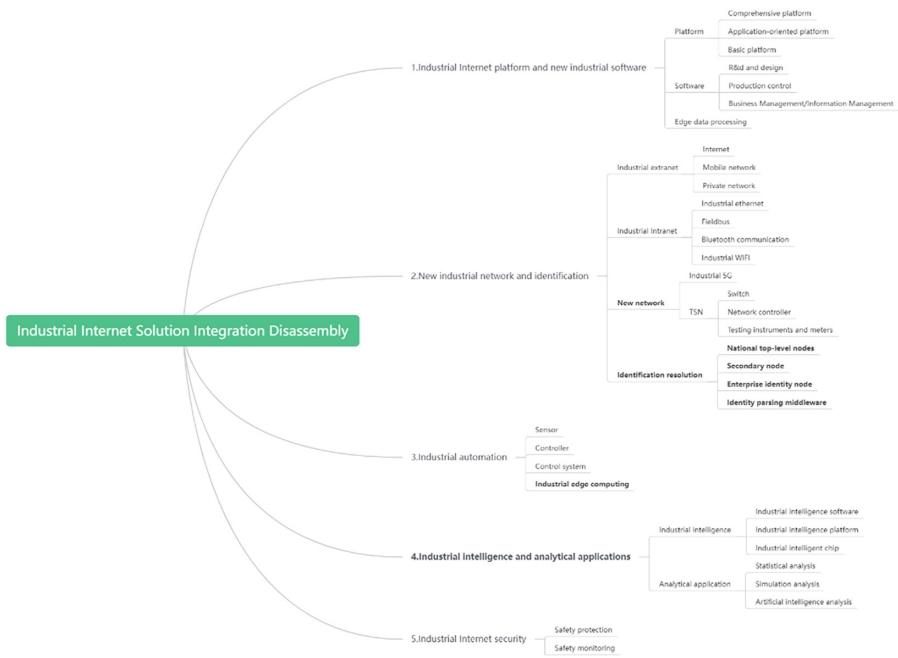 Industrial Internet Solution Integration Disassembly
1.Industrial Internet platform and new industrial software
Platform
Comprehensive platform
Application-oriented platform
Basic platform
Software
R&d and design
Production control
Business Management/Information Management
Edge data processing
2.New industrial network and identification
Industrial extranet
Internet
Mobile network
Private network
Industrial Intranet
Industrial ethernet
Fieldbus
Bluetooth communication
Industrial WIFI
New network
Industrial 5G
TSN
Switch
Network controller
Testing instruments and meters
Identification resolution
National top-level nodes
Secondary node
Enterprise identity node
Identity parsing middleware
3.Industrial automation
Sensor
Controller
Control system
Industrial edge computing
4.Industrial intelligence and analytical applications
Industrial intelligence
Industrial intelligence software
Industrial intelligence platform
Industrial intelligent chip
Analytical application
Statistical analysis
Simulation analysis
Artificial intelligence analysis
5.Industrial Internet security
Safety protection
Safety monitoring